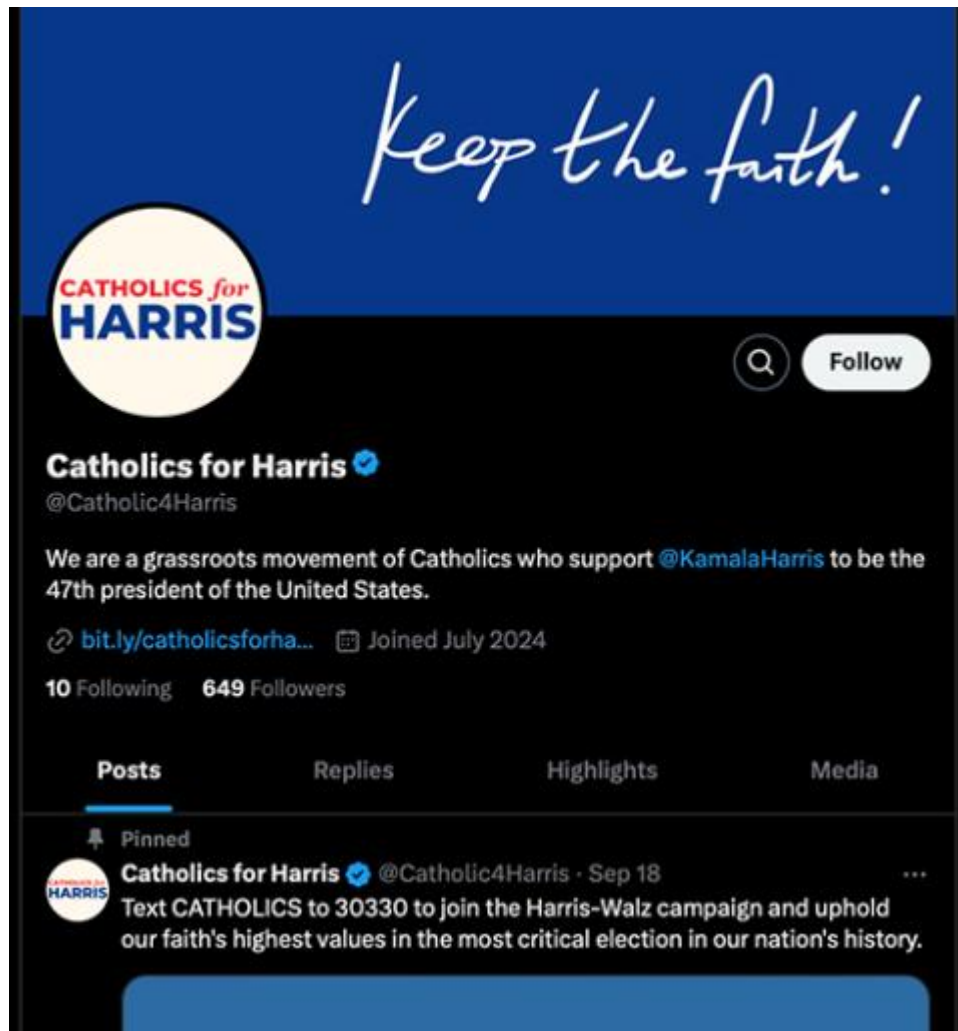 Keep the faith!
CATHOLICS for
HARRIS
Follow
Catholics for Harris
@Catholic4Harris
We are a grassroots movement of Catholics who support @KamalaHarris to be the
47th president of the United States.
bit.ly/catholicsforha... Joined July 2024
10 Following 649 Followers
Posts Replies Highlights Media
Pinned
Catholics for Harris @Catholic4Harris · Sep 18 ...
CATHOLICS for
HARRIS
Text CATHOLICS to 30330 to join the Harris-Walz campaign and uphold
our faith's highest values in the most critical election in our nation's history.